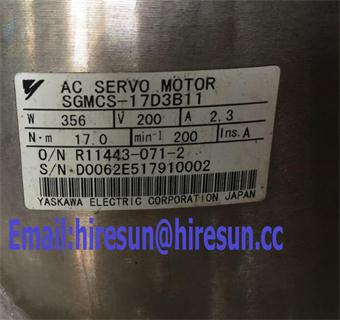 AC SERVO MOTOR
SGMCS-17D3B11
W 356 V 200 A 2.3
N·m 17.0 min-1 200 Ins.A
O/N R11443-071-2
S/N D0062E517910002
YASKAWA ELECTRIC CORPORATION JAPAN
Email:hiresun@hiresun.cc